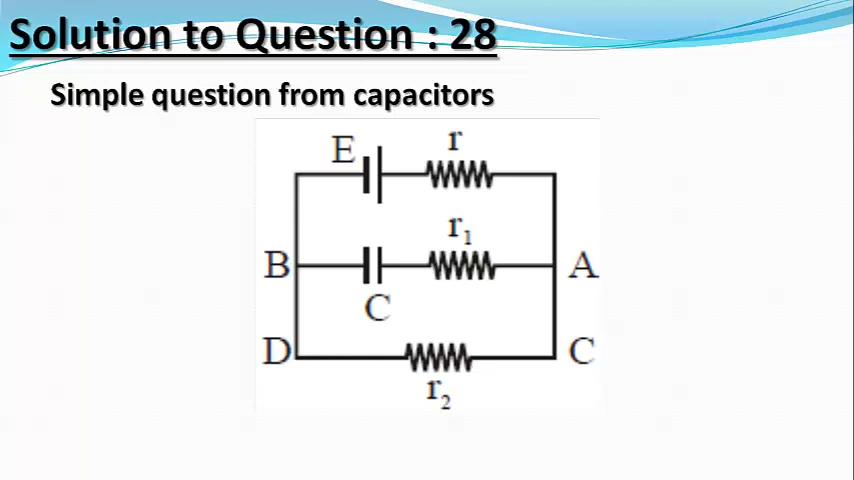 Solution to Question : 28
Simple question from capacitors
E r
r₁
B A
C
D C
r₂